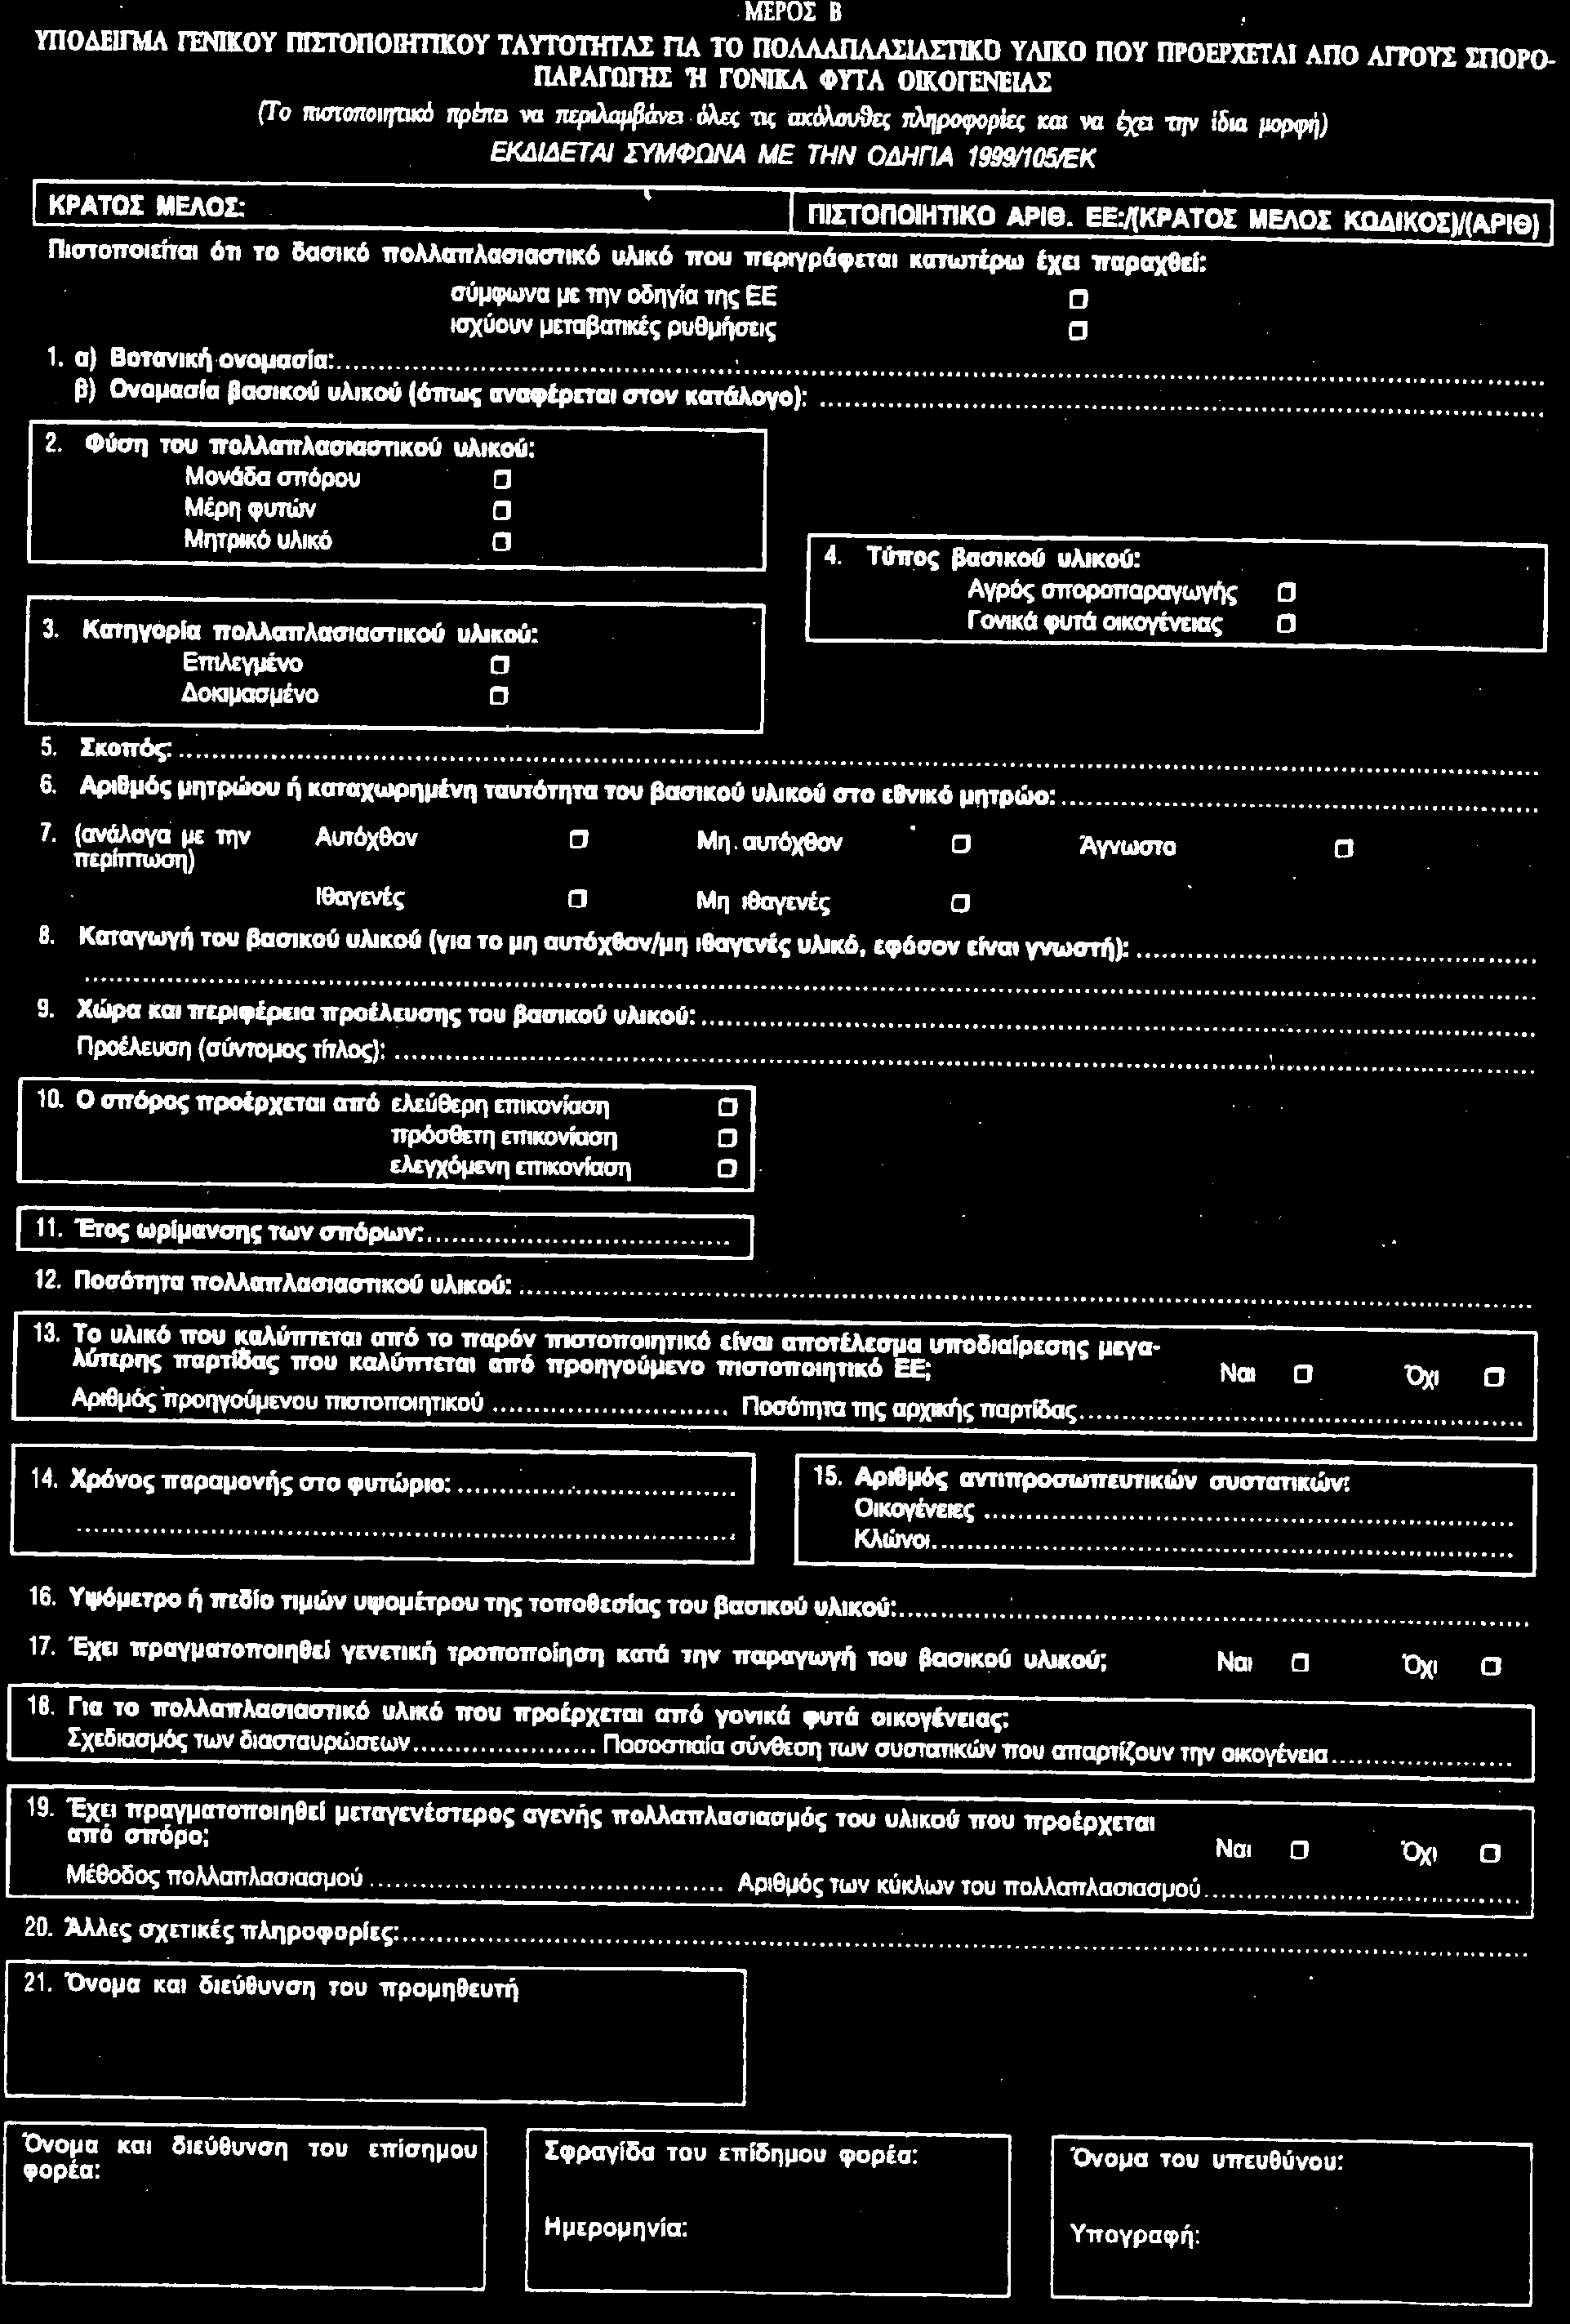 ΜΕΡΟΣ Β
ΥΠΟΔΕΙΓΜΑ ΓΕΝΙΚΟΥ ΠΙΣΤΟΠΟΙΗΤΙΚΟΥ ΤΑΥΤΟΤΗΤΑΣ ΓΙΑ ΤΟ ΠΟΛΛΑΠΛΑΣΙΑΣΤΙΚΟ ΥΛΙΚΟ ΠΟΥ ΠΡΟΕΡΧΕΤΑΙ ΑΠΟ ΑΓΡΟΥΣ ΣΠΟΡΟ-
ΠΑΡΑΓΩΓΗΣ Ή ΓΟΝΙΚΑ ΦΥΤΑ ΟΙΚΟΓΕΝΕΙΑΣ
(Το πιστοποιητικό πρέπει να περιλαμβάνει όλες τις ακόλουθες πληροφορίες και να έχει την ίδια μορφή)
ΕΚΔΙΔΕΤΑΙ ΣΥΜΦΩΝΑ ΜΕ ΤΗΝ ΟΔΗΓΙΑ 1999/105/ΕΚ
ΚΡΑΤΟΣ ΜΕΛΟΣ: ΠΙΣΤΟΠΟΙΗΤΙΚΟ ΑΡΙΘ. ΕΕ:/(ΚΡΑΤΟΣ ΜΕΛΟΣ ΚΩΔΙΚΟΣ)/(ΑΡΙΘ)
Πιστοποιείται ότι το δασικό πολλαπλασιαστικό υλικό που περιγράφεται κατωτέρω έχει παραχθεί:
σύμφωνα με την οδηγία της ΕΕ □
ισχύουν μεταβατικές ρυθμήσεις □
1. α) Βοτανική ονομασία:..........
β) Ονομασία βασικού υλικού (όπως αναφέρεται στον κατάλογο): ..........
2. Φύση του πολλαπλασιαστικού υλικού:
Μονάδα σπόρου □
Μέρη φυτών □
Μητρικό υλικό □
4. Τύπος βασικού υλικού:
Αγρός σποροπαραγωγής □
Γονικά φυτά οικογένειας □
3. Κατηγορία πολλαπλασιαστικού υλικού:
Επιλεγμένο □
Δοκιμασμένο □
5. Σκοπός: ..........
6. Αριθμός μητρώου ή καταχωρημένη ταυτότητα του βασικού υλικού στο εθνικό μητρώο: ..........
7. (ανάλογα με την Αυτόχθον □ Μη αυτόχθον □ Άγνωστο □
περίπτωση)
Ιθαγενές □ Μη ιθαγενές □
8. Καταγωγή του βασικού υλικού (για το μη αυτόχθον/μη ιθαγενές υλικό, εφόσον είναι γνωστή): ..........
..........
9. Χώρα και περιφέρεια προέλευσης του βασικού υλικού: ..........
Προέλευση (σύντομος τίτλος): ..........
10. Ο σπόρος προέρχεται από ελεύθερη επικονίαση □
πρόσθετη επικονίαση □
ελεγχόμενη επικονίαση □
11. Έτος ωρίμανσης των σπόρων:..........
12. Ποσότητα πολλαπλασιαστικού υλικού: ..........
13. Το υλικό που καλύπτεται από το παρόν πιστοποιητικό είναι αποτέλεσμα υποδιαίρεσης μεγα-
λύτερης παρτίδας που καλύπτεται από προηγούμενο πιστοποιητικό ΕΕ; Ναι □ Όχι □
Αριθμός προηγούμενου πιστοποιητικού .......... Ποσότητα της αρχικής παρτίδας..........
14. Χρόνος παραμονής στο φυτώριο: ..........
..........
15. Αριθμός αντιπροσωπευτικών συστατικών:
Οικογένειες ..........
Κλώνοι..........
16. Υψόμετρο ή πεδίο τιμών υψομέτρου της τοποθεσίας του βασικού υλικού:..........
17. Έχει πραγματοποιηθεί γενετική τροποποίηση κατά την παραγωγή του βασικού υλικού; Ναι □ Όχι □
18. Για το πολλαπλασιαστικό υλικό που προέρχεται από γονικά φυτά οικογένειας:
Σχεδιασμός των διασταυρώσεων.......... Ποσοστιαία σύνθεση των συστατικών που απαρτίζουν την οικογένεια..........
19. Έχει πραγματοποιηθεί μεταγενέστερος αγενής πολλαπλασιασμός του υλικού που προέρχεται
από σπόρο; Ναι □ Όχι □
Μέθοδος πολλαπλασιασμού .......... Αριθμός των κύκλων του πολλαπλασιασμού..........
20. Άλλες σχετικές πληροφορίες:..........
21. Όνομα και διεύθυνση του προμηθευτή
Όνομα και διεύθυνση του επίσημου
φορέα:
Σφραγίδα του επίδημου φορέα:
Ημερομηνία:
Όνομα του υπευθύνου:
Υπογραφή: